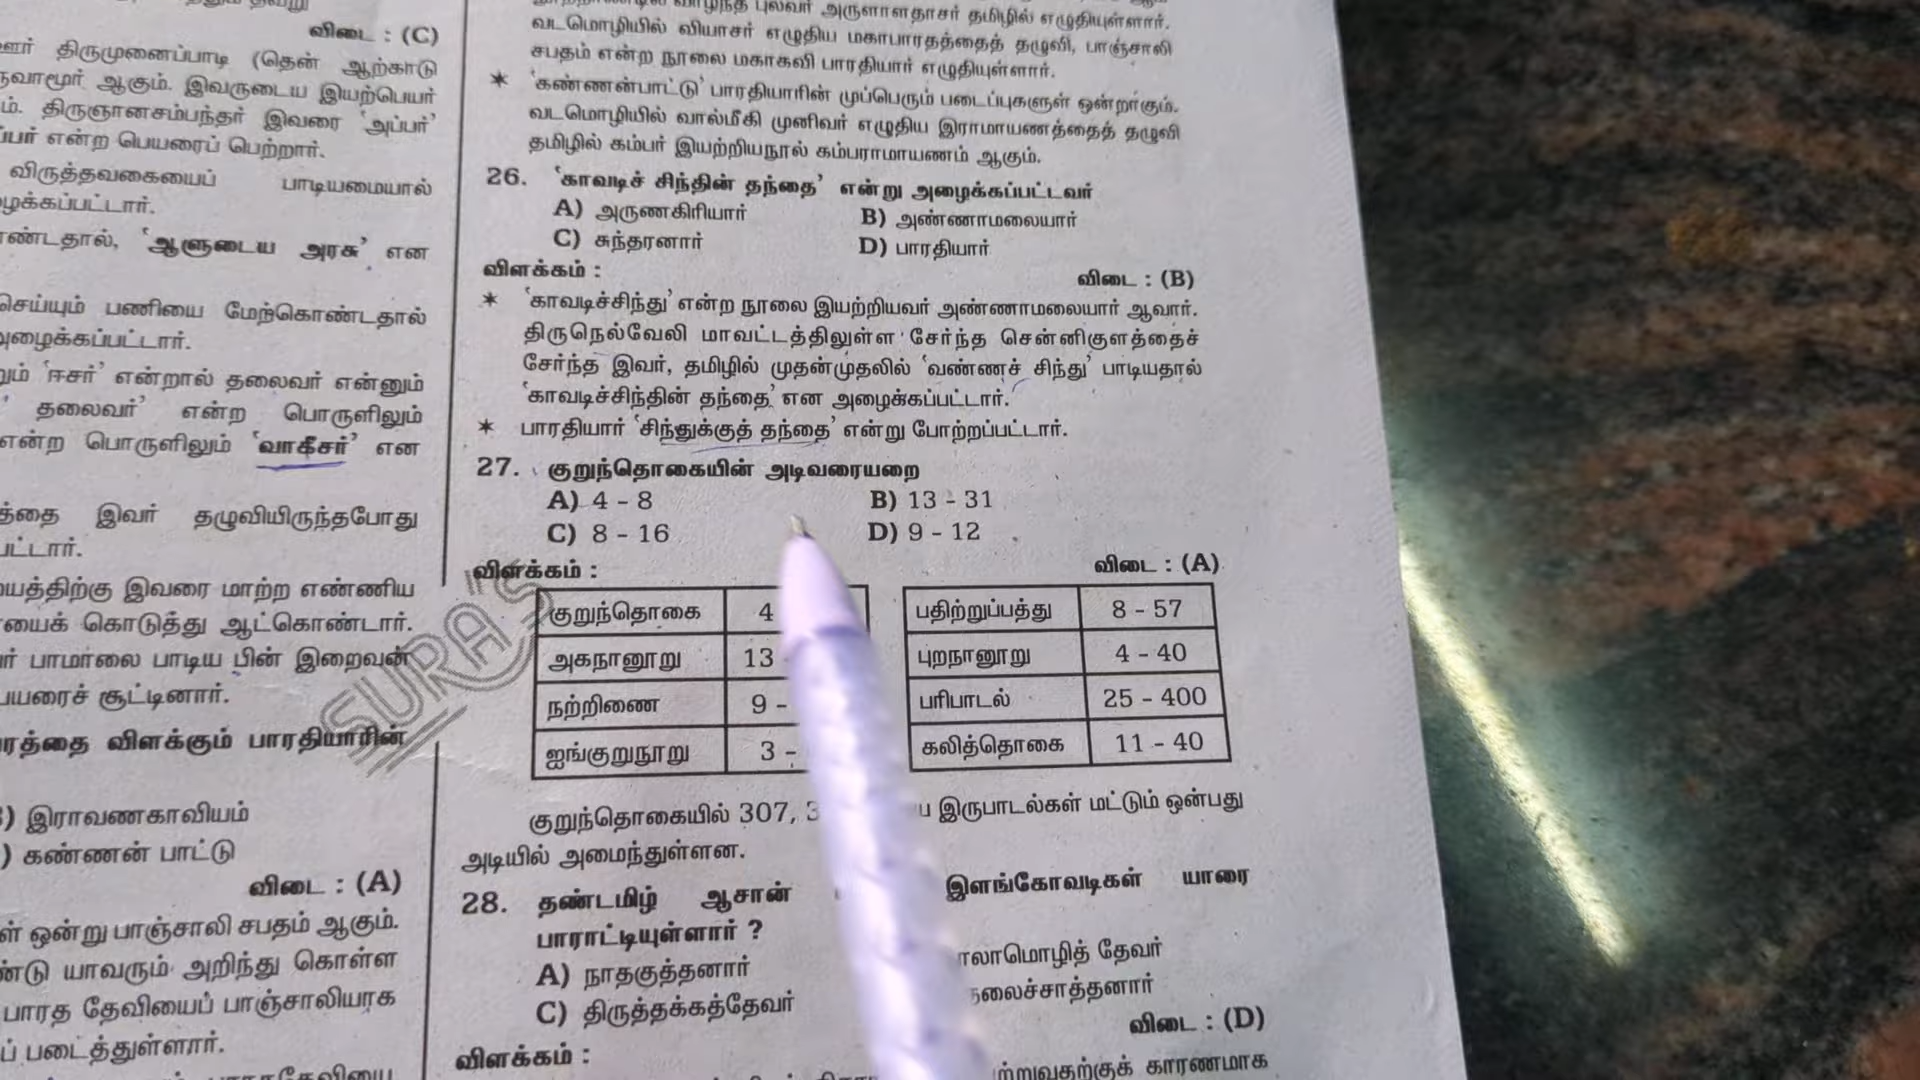 விடை : (C)
திருமுனைப்பாடி (தென் ஆற்காடு
ஆகும். இவருடைய இயற்பெயர்
திருஞானசம்பந்தர் இவரை 'அப்பர்'
என்ற பெயரைப் பெற்றார்.
விருத்தவகையைப் பாடியமையால்
'ஆளுடைய அரசு' என
செய்யும் பணியை மேற்கொண்டதால்
'ஈசர்' என்றால் தலைவர் என்னும்
தலைவர்' என்ற பொருளிலும்
என்ற பொருளிலும் 'வாகீசர்' என
இவர் தழுவியிருந்தபோது
இவரை மாற்ற எண்ணிய
கொடுத்து ஆட்கொண்டார்.
பாமாலை பாடிய பின் இறைவன்
சூட்டினார்.
விளக்கும் பாரதியாரின்
இராவணகாவியம்
கண்ணன் பாட்டு
விடை : (A)
ஒன்று பாஞ்சாலி சபதம் ஆகும்.
யாவரும் அறிந்து கொள்ள
பாரத தேவியைப் பாஞ்சாலியாக
படைத்துள்ளார்.
புலவர் அருளாளதாசர் தமிழில் எழுதியுள்ளார்.
வடமொழியில் வியாசர் எழுதிய மகாபாரதத்தைத் தழுவி, பாஞ்சாலி
சபதம் என்ற நூலை மகாகவி பாரதியார் எழுதியுள்ளார்.
* 'கண்ணன்பாட்டு' பாரதியாரின் முப்பெரும் படைப்புகளுள் ஒன்றாகும்.
வடமொழியில் வால்மீகி முனிவர் எழுதிய இராமாயணத்தைத் தழுவி
தமிழில் கம்பர் இயற்றியநூல் கம்பராமாயணம் ஆகும்.
26. 'காவடிச் சிந்தின் தந்தை' என்று அழைக்கப்பட்டவர்
A) அருணகிரியார் B) அண்ணாமலையார்
C) சுந்தரனார் D) பாரதியார்
விளக்கம் : விடை : (B)
* 'காவடிச்சிந்து' என்ற நூலை இயற்றியவர் அண்ணாமலையார் ஆவார்.
திருநெல்வேலி மாவட்டத்திலுள்ள சேர்ந்த சென்னிகுளத்தைச்
சேர்ந்த இவர், தமிழில் முதன்முதலில் 'வண்ணச் சிந்து' பாடியதால்
'காவடிச்சிந்தின் தந்தை' என அழைக்கப்பட்டார்.
* பாரதியார் 'சிந்துக்குத் தந்தை' என்று போற்றப்பட்டார்.
27. குறுந்தொகையின் அடிவரையறை
A) 4 - 8 B) 13 - 31
C) 8 - 16 D) 9 - 12
விளக்கம் : விடை : (A)
SURA'S
குறுந்தொகை 4 பதிற்றுப்பத்து 8 - 57
அகநானூறு 13 புறநானூறு 4 - 40
நற்றிணை 9 - பரிபாடல் 25 - 400
ஐங்குறுநூறு 3 - கலித்தொகை 11 - 40
குறுந்தொகையில் 307, இருபாடல்கள் மட்டும் ஒன்பது
அடியில் அமைந்துள்ளன.
28. தண்டமிழ் ஆசான் இளங்கோவடிகள் யாரை
பாராட்டியுள்ளார் ?
A) நாதகுத்தனார் தேவர்
C) திருத்தக்கத்தேவர்
விடை : (D)
விளக்கம் :
காரணமாக